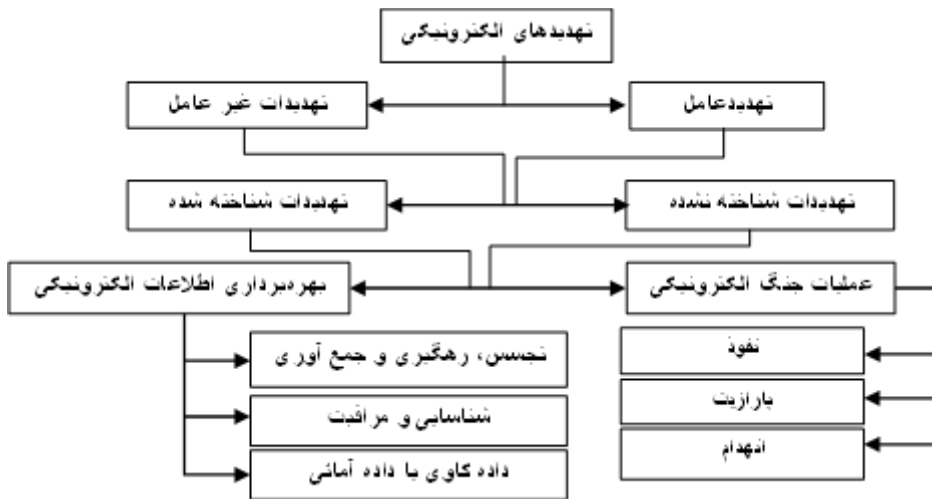 تهدیدهای الکترونیکی
تهدیدعامل
تهدیدات غیر عامل
تهدیدات شناخته نشده
تهدیدات شناخته شده
عملیات جنگ الکترونیکی
بهره‌برداری اطلاعات الکترونیکی
نفوذ
پارازیت
انهدام
تجسس، رهگیری و جمع آوری
شناسایی و مراقبت
داده کاوی یا داده آمائی